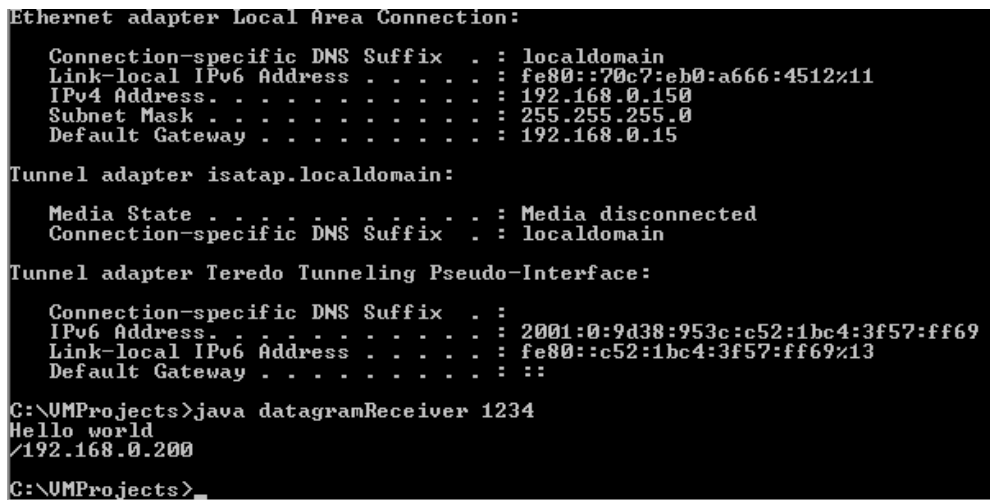 Ethernet adapter Local Area Connection:
Connection-specific DNS Suffix  . : localdomain
Link-local IPv6 Address . . . . . : fe80::70c7:eb0:a666:4512%11
IPv4 Address. . . . . . . . . . . : 192.168.0.150
Subnet Mask . . . . . . . . . . . : 255.255.255.0
Default Gateway . . . . . . . . . : 192.168.0.15
Tunnel adapter isatap.localdomain:
Media State . . . . . . . . . . . : Media disconnected
Connection-specific DNS Suffix  . : localdomain
Tunnel adapter Teredo Tunneling Pseudo-Interface:
Connection-specific DNS Suffix  . :
IPv6 Address. . . . . . . . . . . : 2001:0:9d38:953c:c52:1bc4:3f57:ff69
Link-local IPv6 Address . . . . . : fe80::c52:1bc4:3f57:ff69%13
Default Gateway . . . . . . . . . : ::
C:\VMProjects>java datagramReceiver 1234
Hello world
/192.168.0.200
C:\VMProjects>_